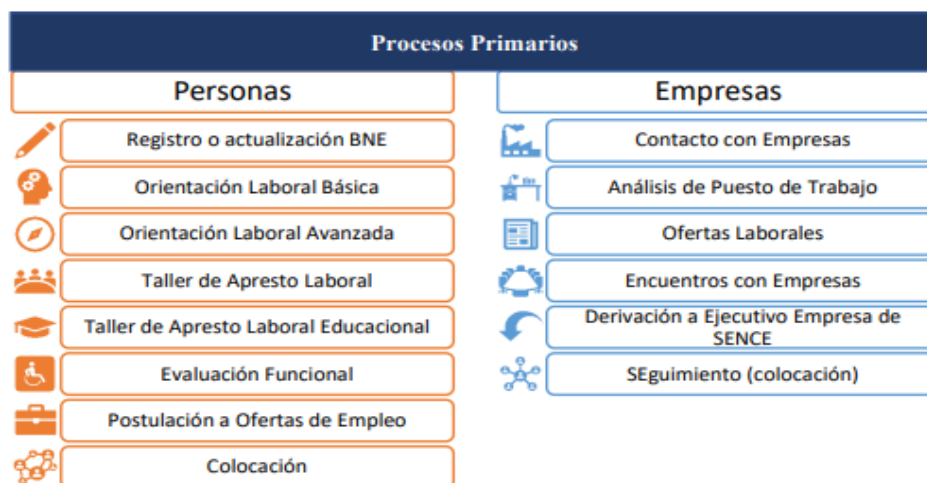 Procesos Primarios
Personas
Registro o actualización BNE
Orientación Laboral Básica
Orientación Laboral Avanzada
Taller de Apresto Laboral
Taller de Apresto Laboral Educacional
Evaluación Funcional
Postulación a Ofertas de Empleo
Colocación
Empresas
Contacto con Empresas
Análisis de Puesto de Trabajo
Ofertas Laborales
Encuentros con Empresas
Derivación a Ejecutivo Empresa de
SENCE
SEguimiento (colocación)